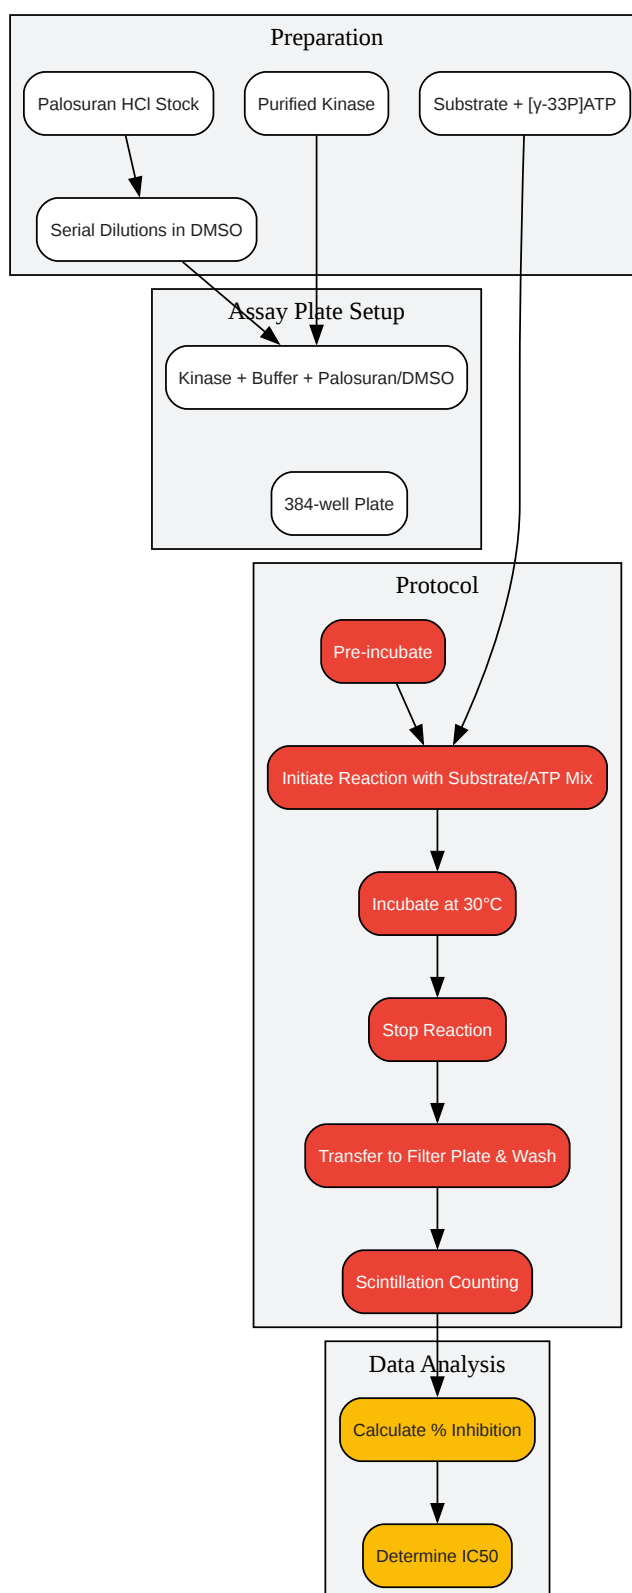 Preparation
Palosuran HCl Stock
Purified Kinase
Substrate + [γ-33P]ATP
Serial Dilutions in DMSO
Assay Plate Setup
Kinase + Buffer + Palosuran/DMSO
384-well Plate
Protocol
Pre-incubate
Initiate Reaction with Substrate/ATP Mix
Incubate at 30°C
Stop Reaction
Transfer to Filter Plate & Wash
Scintillation Counting
Data Analysis
Calculate % Inhibition
Determine IC50